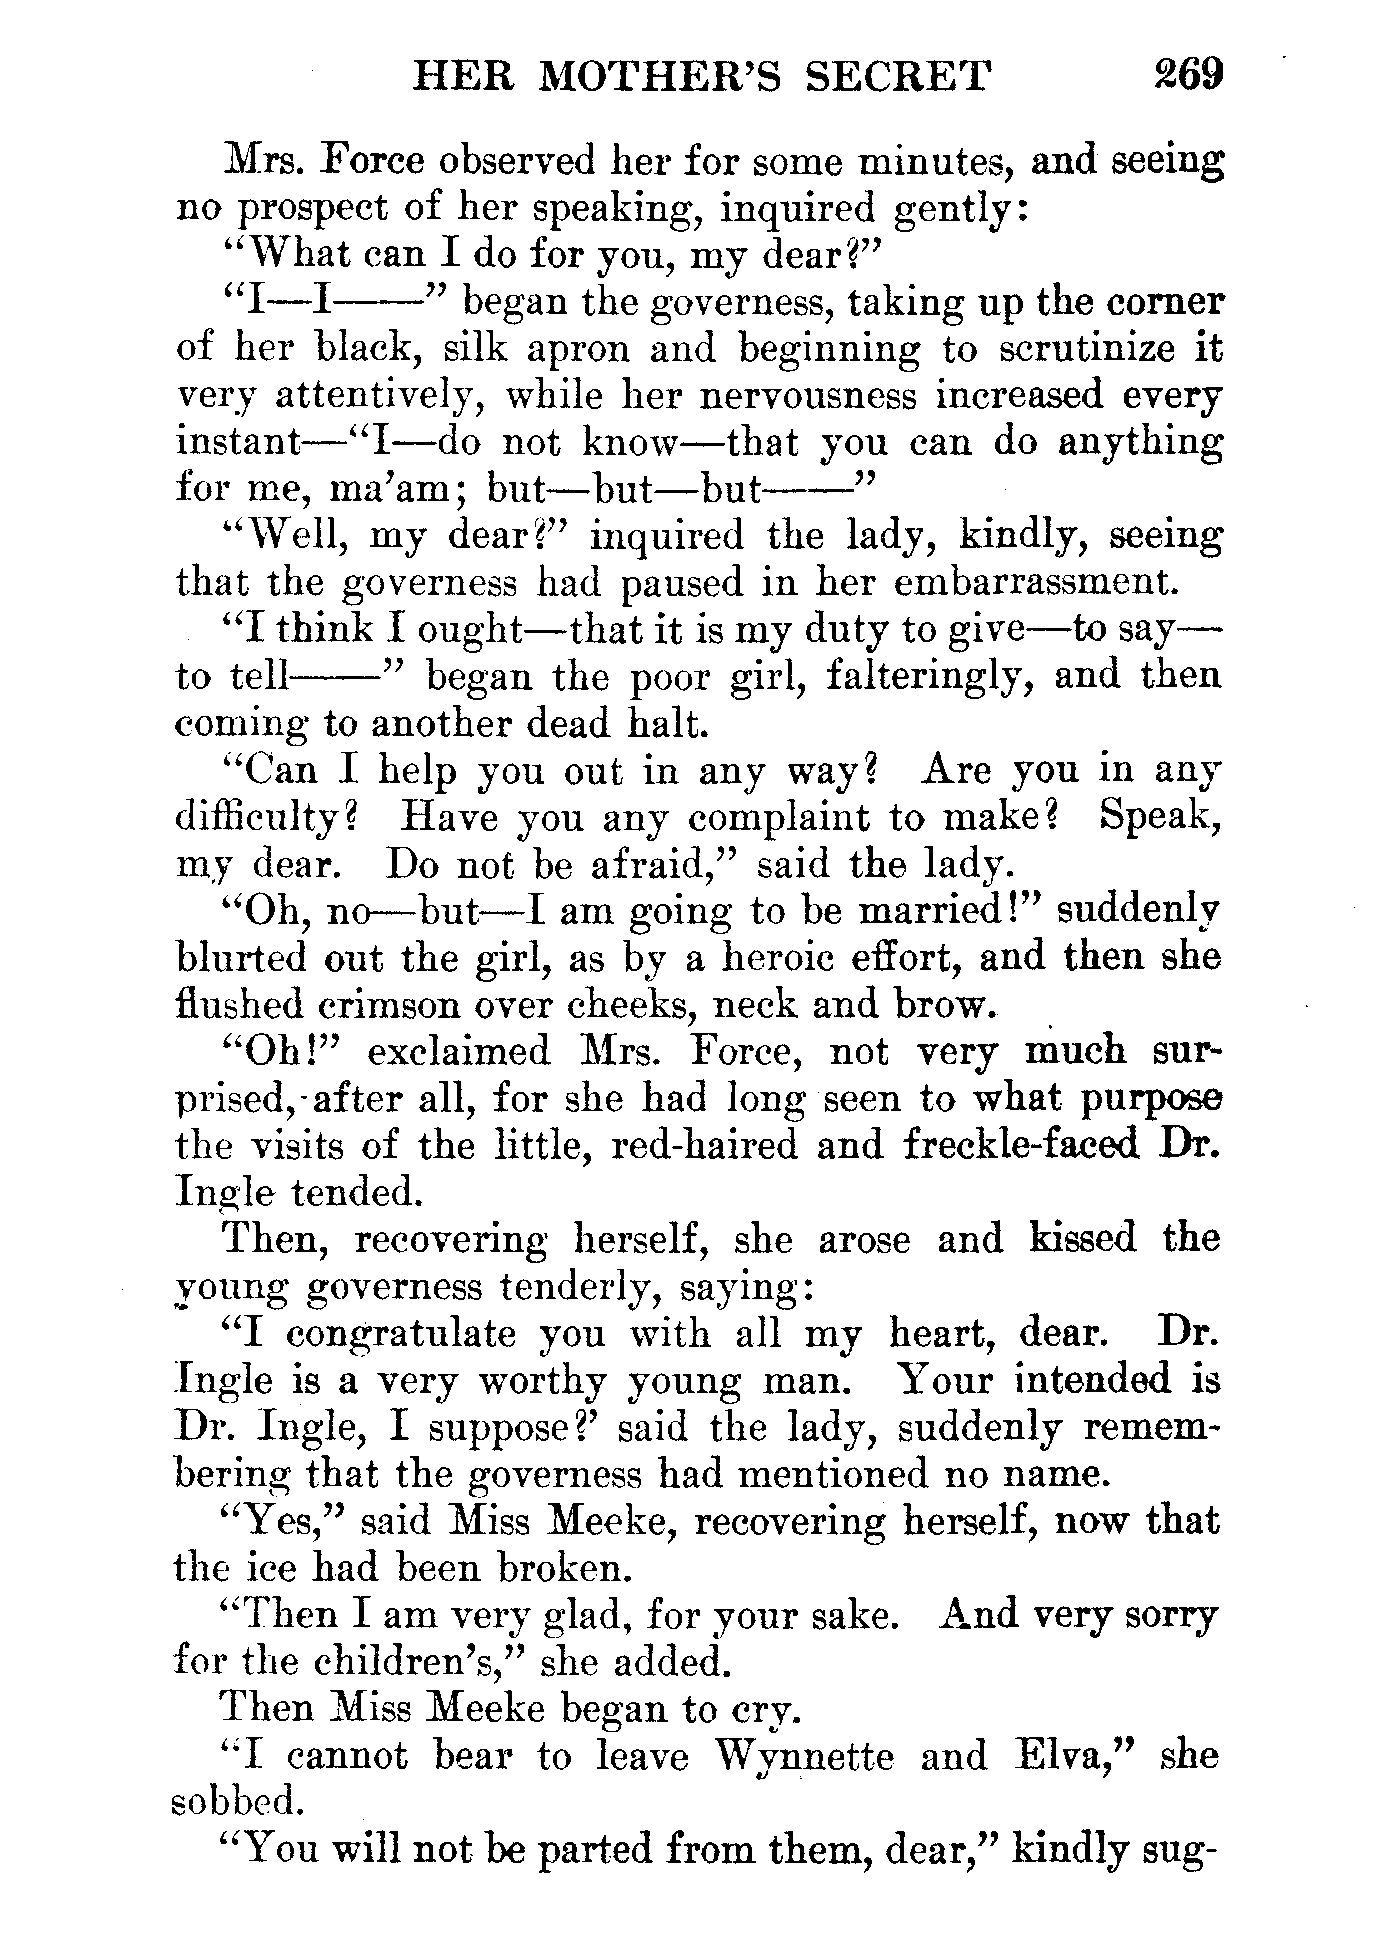 HER MOTHER'S SECRET 269
Mrs. Force observed her for some minutes, and seeing
no prospect of her speaking, inquired gently:
“What can I do for you, my dear?”
“I—I——” began the governess, taking up the corner
of her black, silk apron and beginning to scrutinize it
very attentively, while her nervousness increased every
instant—“I—do not know—that you can do anything
for me, ma’am; but—but—but——”
“Well, my dear?” inquired the lady, kindly, seeing
that the governess had paused in her embarrassment.
“I think I ought—that it is my duty to give—to say—
to tell——” began the poor girl, falteringly, and then
coming to another dead halt.
“Can I help you out in any way? Are you in any
difficulty? Have you any complaint to make? Speak,
my dear. Do not be afraid,” said the lady.
“Oh, no—but—I am going to be married!” suddenly
blurted out the girl, as by a heroic effort, and then she
flushed crimson over cheeks, neck and brow.
“Oh!” exclaimed Mrs. Force, not very much sur-
prised, after all, for she had long seen to what purpose
the visits of the little, red-haired and freckle-faced Dr.
Ingle tended.
Then, recovering herself, she arose and kissed the
young governess tenderly, saying:
“I congratulate you with all my heart, dear. Dr.
Ingle is a very worthy young man. Your intended is
Dr. Ingle, I suppose?’ said the lady, suddenly remem-
bering that the governess had mentioned no name.
“Yes,” said Miss Meeke, recovering herself, now that
the ice had been broken.
“Then I am very glad, for your sake. And very sorry
for the children’s,” she added.
Then Miss Meeke began to cry.
“I cannot bear to leave Wynnette and Elva,” she
sobbed.
“You will not be parted from them, dear,” kindly sug-